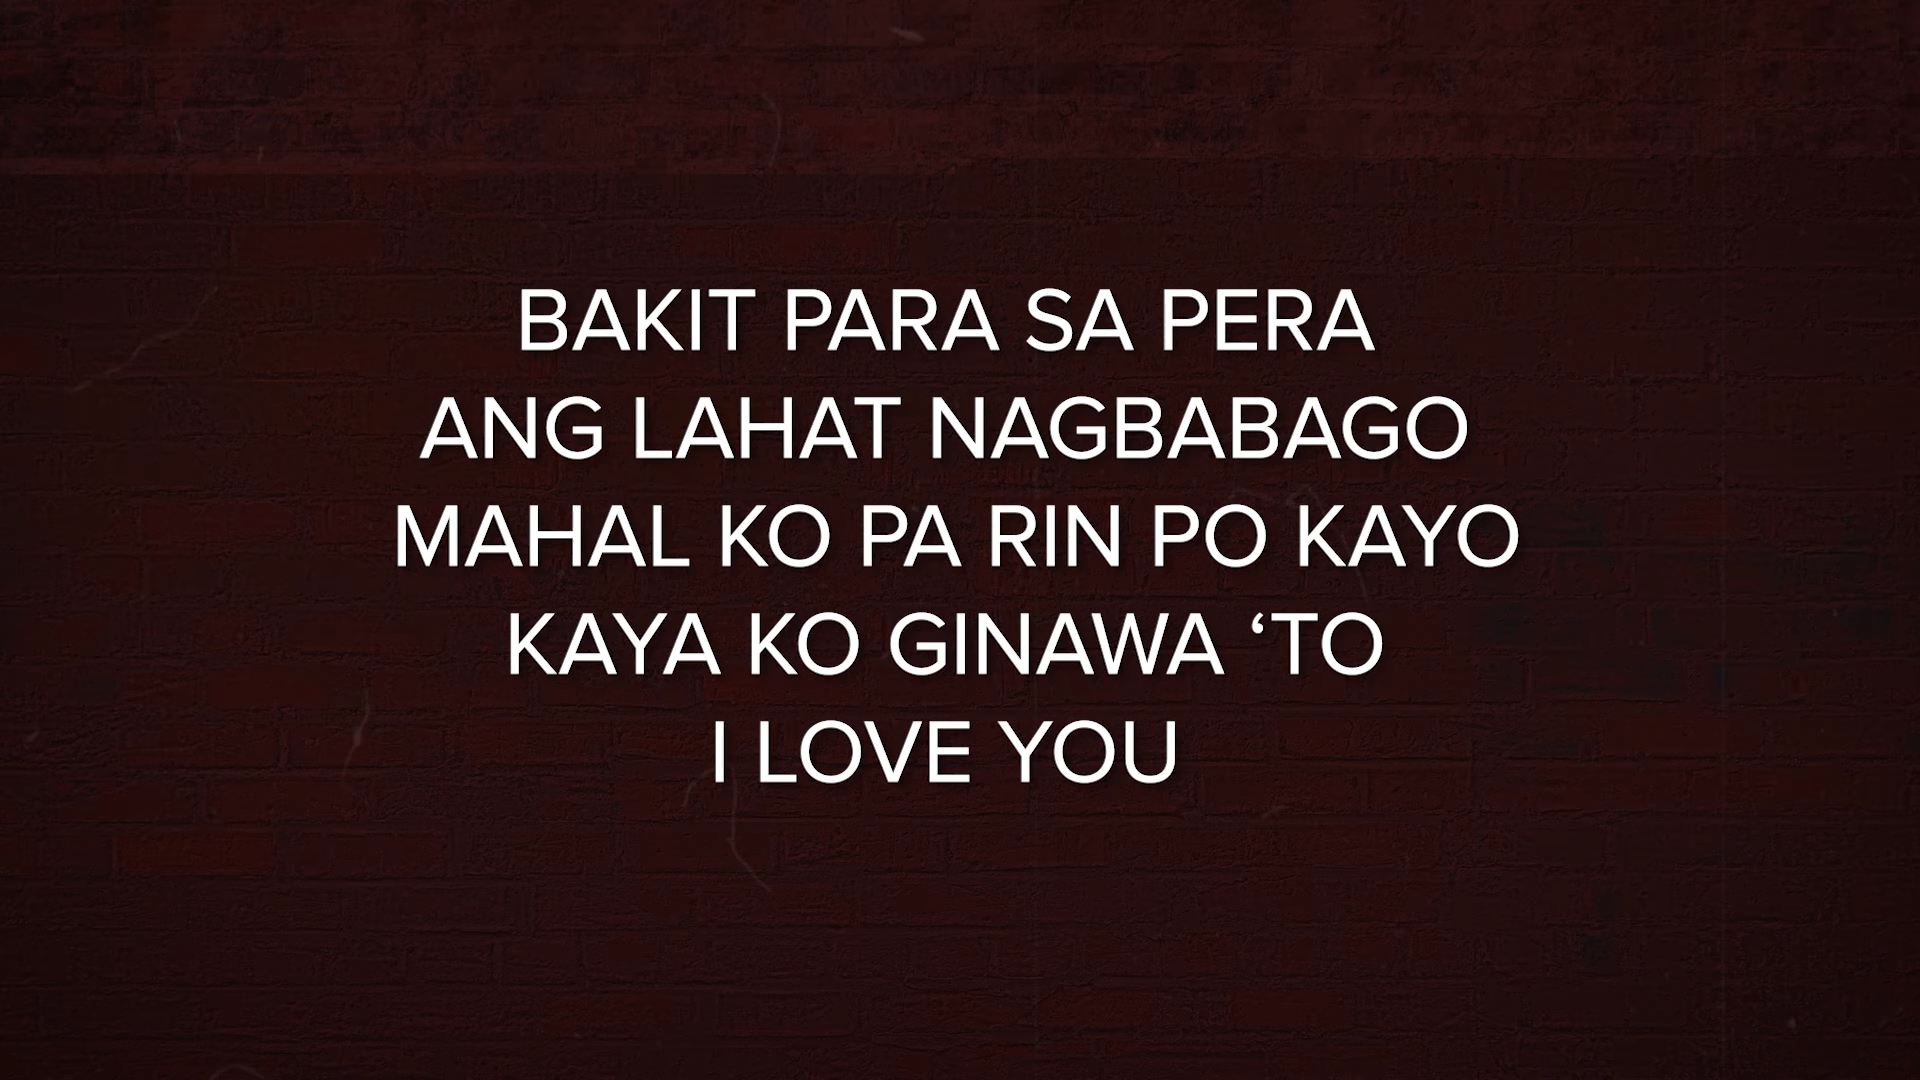 BAKIT PARA SA PERA
ANG LAHAT NAGBABAGO
MAHAL KO PA RIN PO KAYO
KAYA KO GINAWA ‘TO
I LOVE YOU